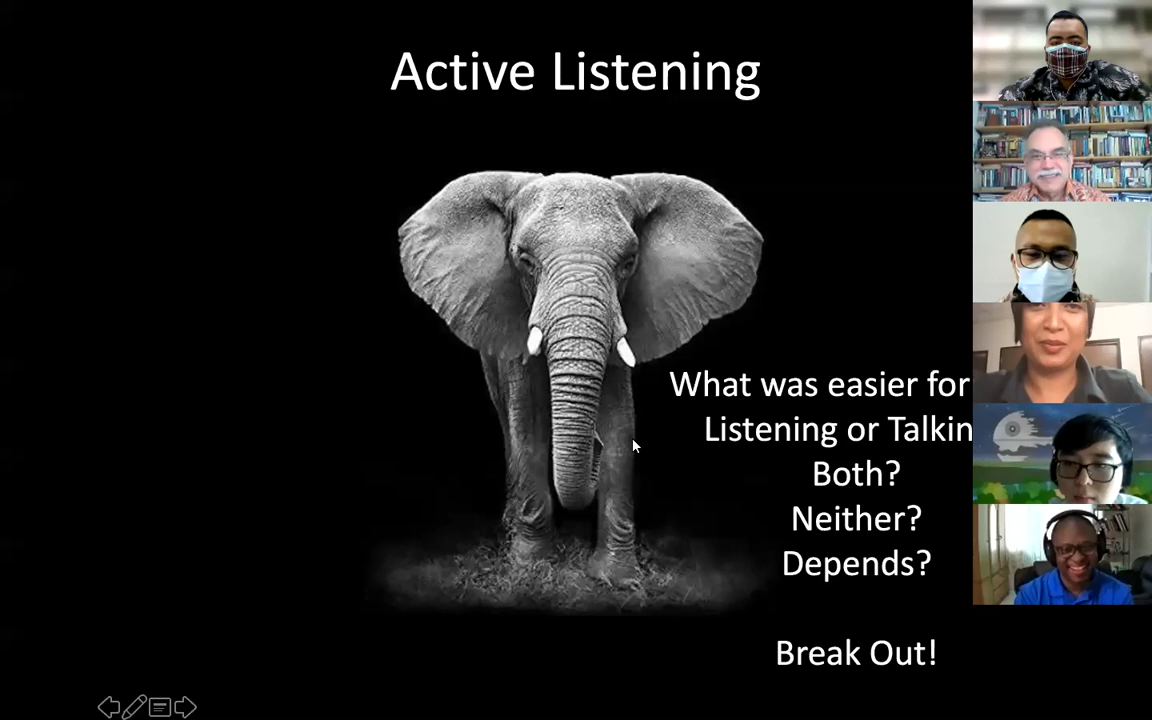 Active Listening
What was easier for
Listening or Talkin
Both?
Neither?
Depends?
Break Out!